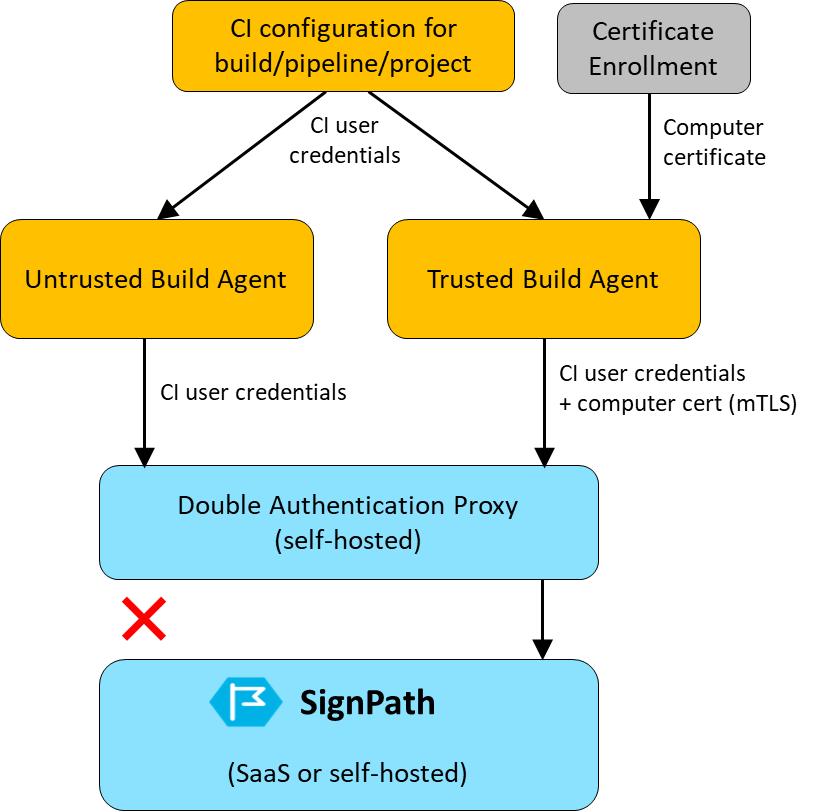 CI configuration for
build/pipeline/project
Certificate
Enrollment
CI user
credentials
Computer
certificate
Untrusted Build Agent
Trusted Build Agent
CI user credentials
CI user credentials
+ computer cert (mTLS)
Double Authentication Proxy
(self-hosted)
SignPath
(SaaS or self-hosted)